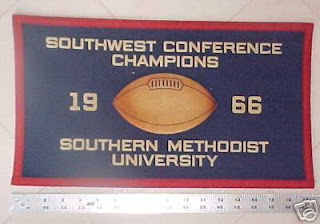 SOUTHWEST CONFERENCE
CHAMPIONS
19 66
SOUTHERN METHODIST
UNIVERSITY